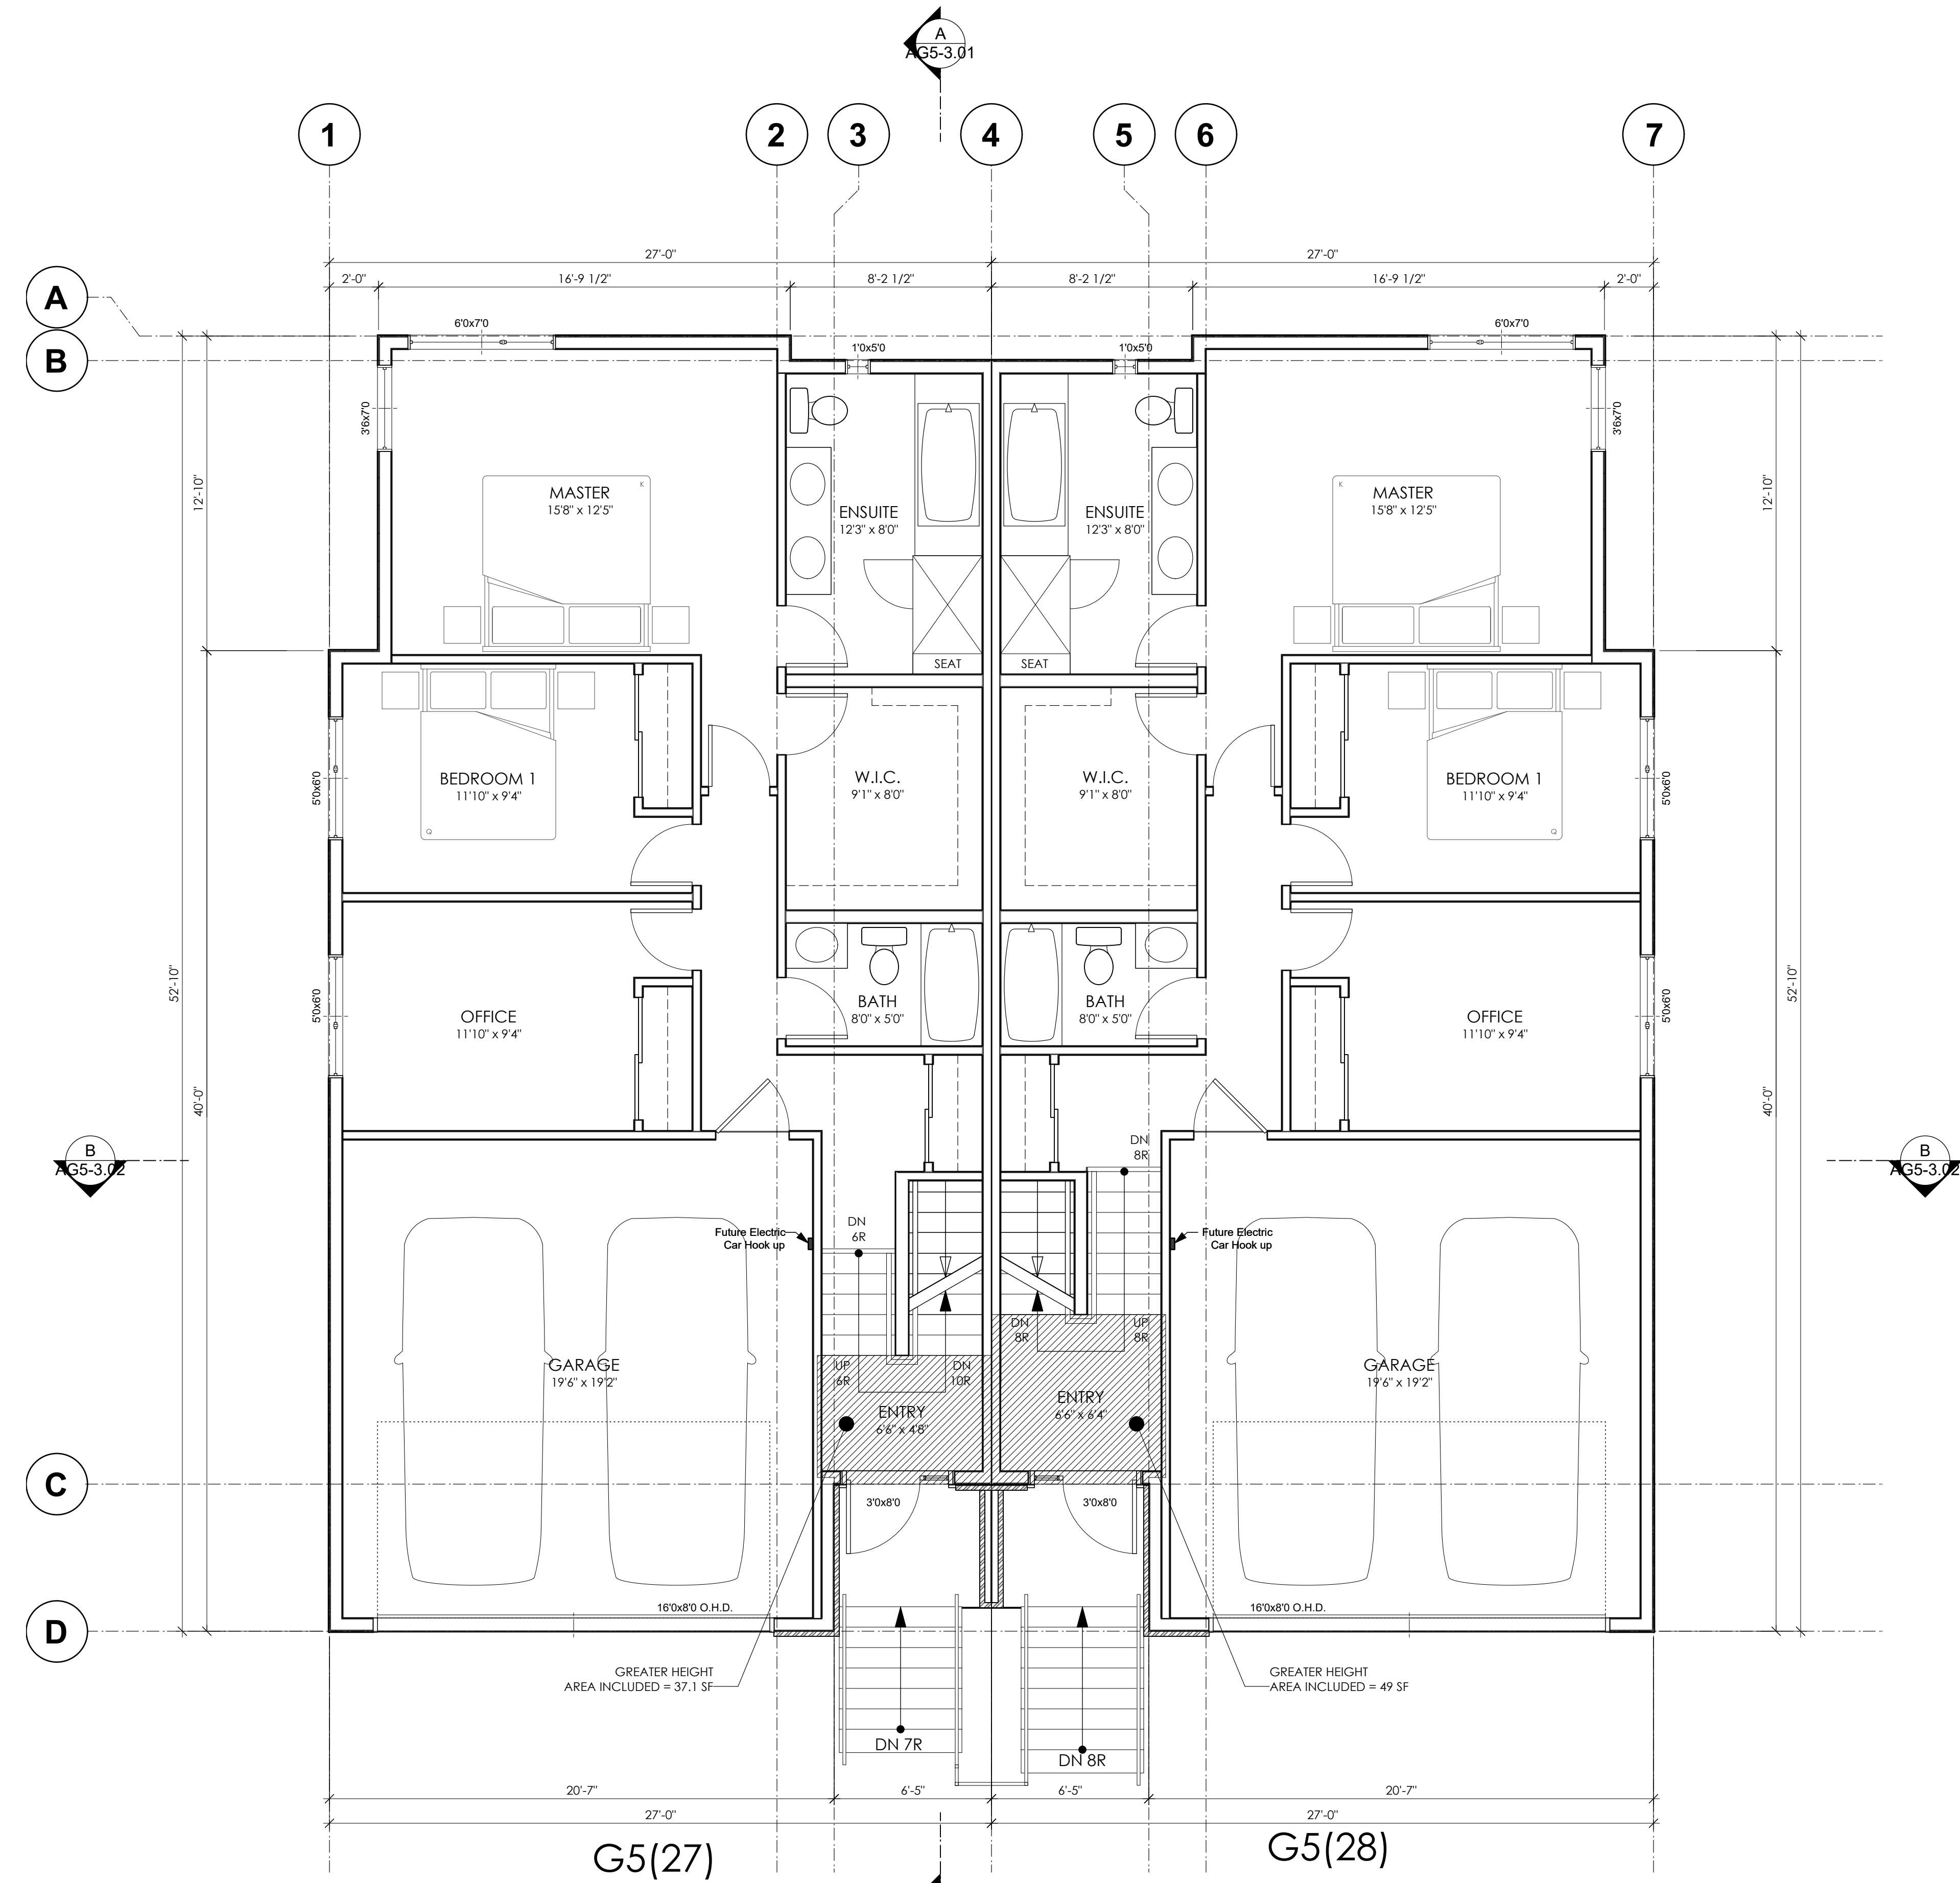 A
AG5-3.01
1
2
3
4
5
6
7
27'-0"
27'-0"
2'-0"
16'-9 1/2"
8'-2 1/2"
8'-2 1/2"
16'-9 1/2"
2'-0"
A
B
6'0x7'0
6'0x7'0
1'0x5'0
1'0x5'0
3'6x7'0
3'6x7'0
12'-10"
12'-10"
K
MASTER
15'8" x 12'5"
ENSUITE
12'3" x 8'0"
ENSUITE
12'3" x 8'0"
K
MASTER
15'8" x 12'5"
SEAT
SEAT
5'0x6'0
BEDROOM 1
11'10" x 9'4"
Q
W.I.C.
9'1" x 8'0"
W.I.C.
9'1" x 8'0"
BEDROOM 1
11'10" x 9'4"
Q
5'0x6'0
52'-10"
52'-10"
5'0x6'0
OFFICE
11'10" x 9'4"
BATH
8'0" x 5'0"
BATH
8'0" x 5'0"
OFFICE
11'10" x 9'4"
5'0x6'0
40'-0"
40'-0"
B
AG5-3.02
B
AG5-3.02
DN
8R
DN
6R
Future Electric
Car Hook up
Future Electric
Car Hook up
DN
8R
UP
8R
GARAGE
19'6" x 19'2"
UP
6R
DN
10R
ENTRY
6'6" x 4'8"
ENTRY
6'6" x 6'4"
GARAGE
19'6" x 19'2"
C
3'0x8'0
3'0x8'0
16'0x8'0 O.H.D.
16'0x8'0 O.H.D.
D
GREATER HEIGHT
AREA INCLUDED = 37.1 SF
GREATER HEIGHT
AREA INCLUDED = 49 SF
DN 7R
DN 8R
20'-7"
6'-5"
6'-5"
20'-7"
27'-0"
27'-0"
G5(27)
G5(28)